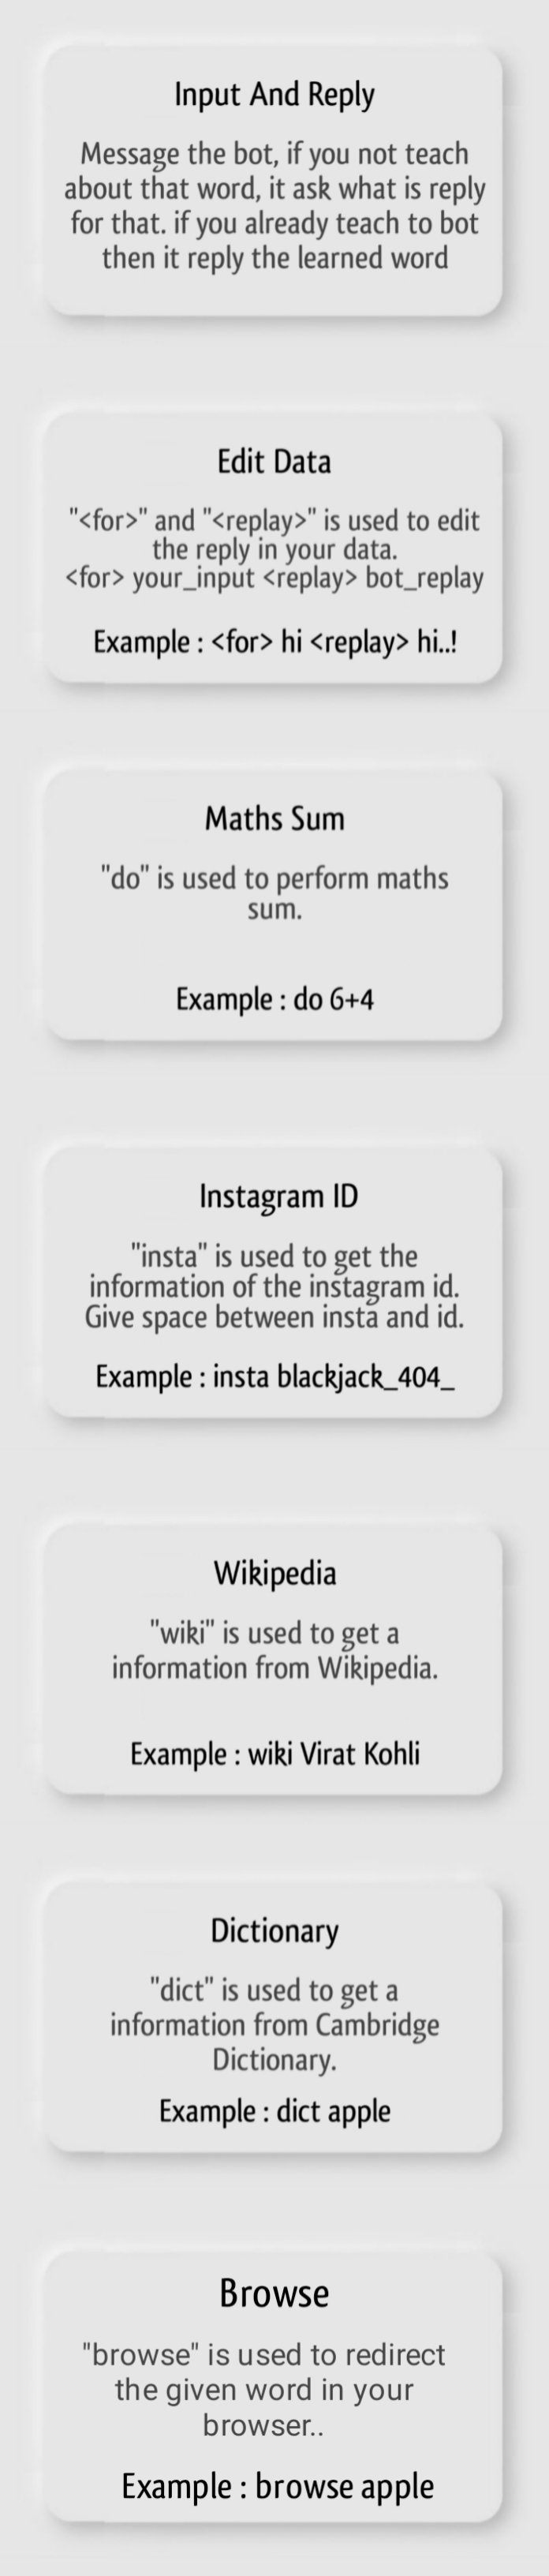 Input And Reply
Message the bot, if you not teach
about that word, it ask what is reply
for that. if you already teach to bot
then it reply the learned word
Edit Data
"<for>" and "<replay>" is used to edit
the reply in your data.
<for> your_input <replay> bot_replay
Example : <for> hi <replay> hi..!
Maths Sum
"do" is used to perform maths
sum.
Example : do 6+4
Instagram ID
"insta" is used to get the
information of the instagram id.
Give space between insta and id.
Example : insta blackjack_404_
Wikipedia
"wiki" is used to get a
information from Wikipedia.
Example : wiki Virat Kohli
Dictionary
"dict" is used to get a
information from Cambridge
Dictionary.
Example : dict apple
Browse
"browse" is used to redirect
the given word in your
browser..
Example : browse apple